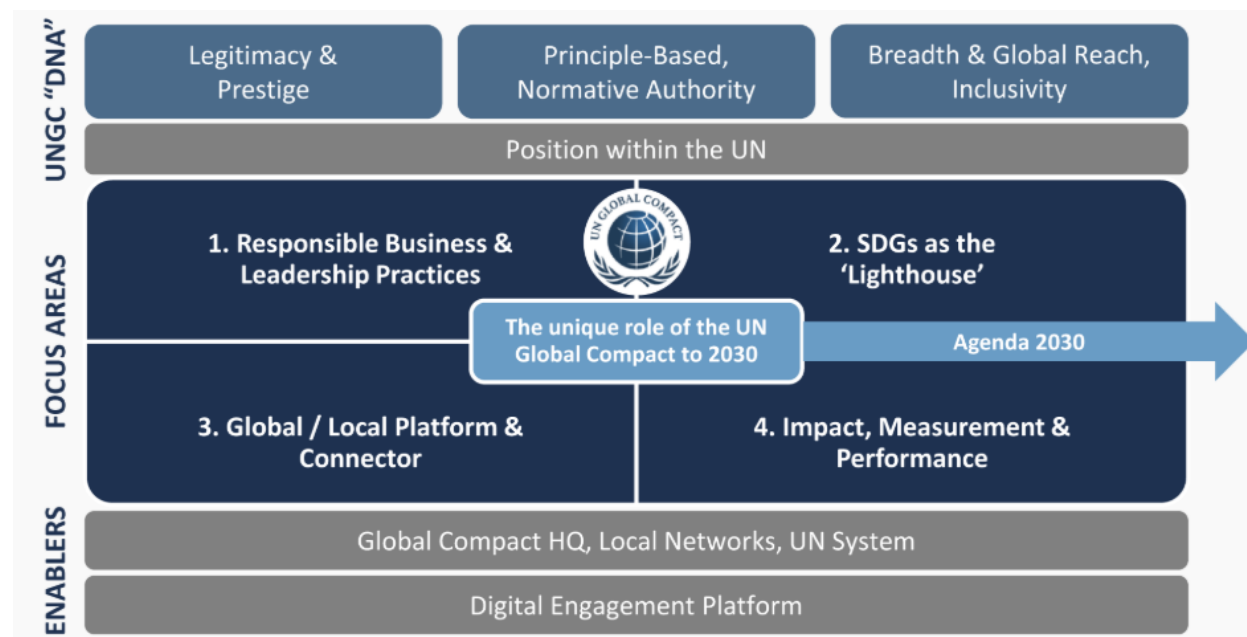 UNGC “DNA”
Legitimacy &
Prestige
Principle-Based,
Normative Authority
Breadth & Global Reach,
Inclusivity
Position within the UN
FOCUS AREAS
1. Responsible Business &
Leadership Practices
UN GLOBAL COMPACT
2. SDGs as the
‘Lighthouse’
The unique role of the UN
Global Compact to 2030
Agenda 2030
3. Global / Local Platform &
Connector
4. Impact, Measurement &
Performance
ENABLERS
Global Compact HQ, Local Networks, UN System
Digital Engagement Platform